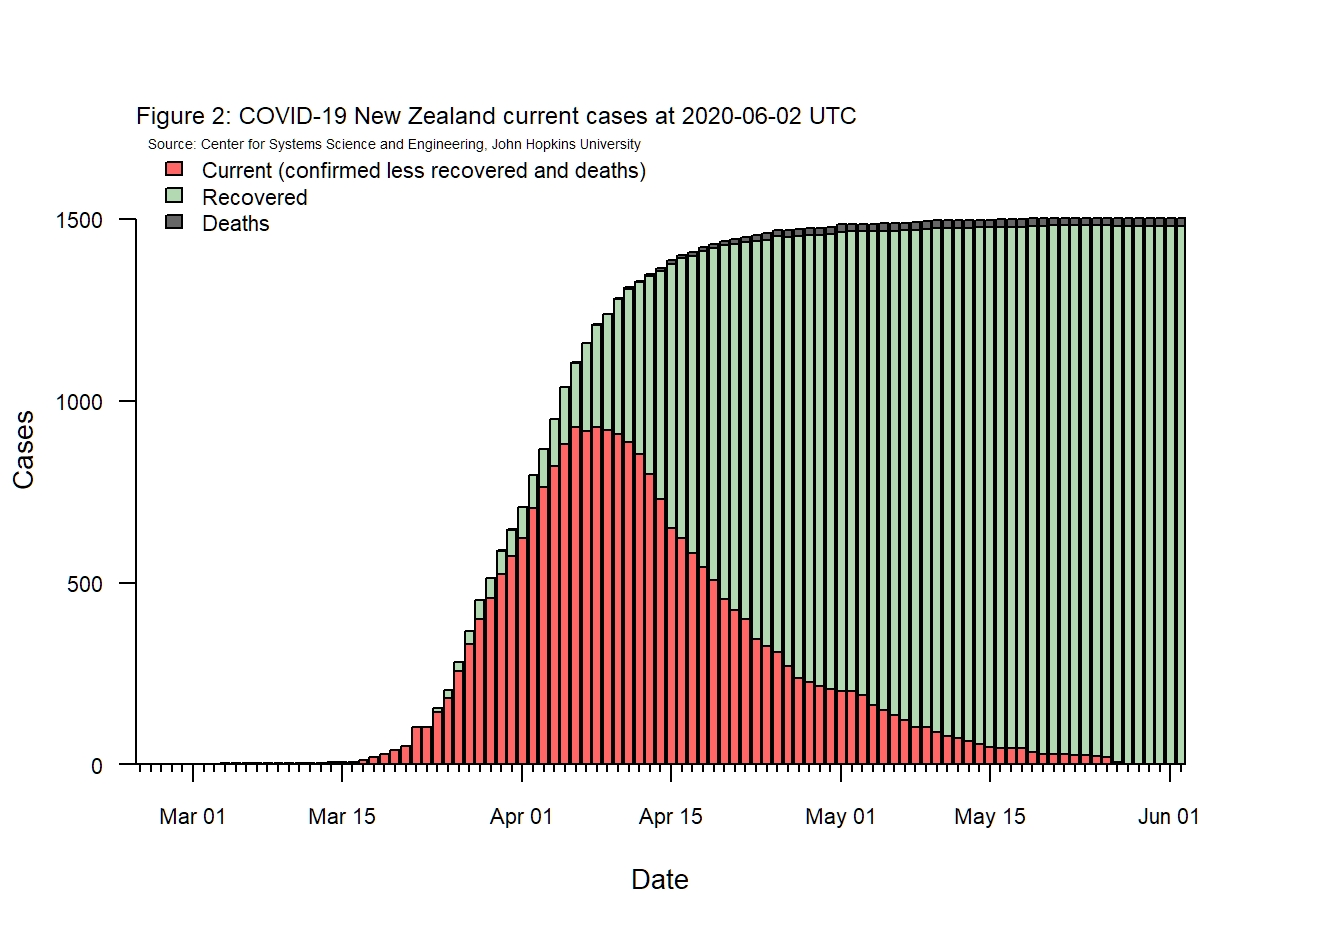 Figure 2: COVID-19 New Zealand current cases at 2020-06-02 UTC
Source: Center for Systems Science and Engineering, John Hopkins University
Current (confirmed less recovered and deaths)
Recovered
Deaths
1500
1000
500
0
Cases
Mar 01 Mar 15 Apr 01 Apr 15 May 01 May 15 Jun 01
Date